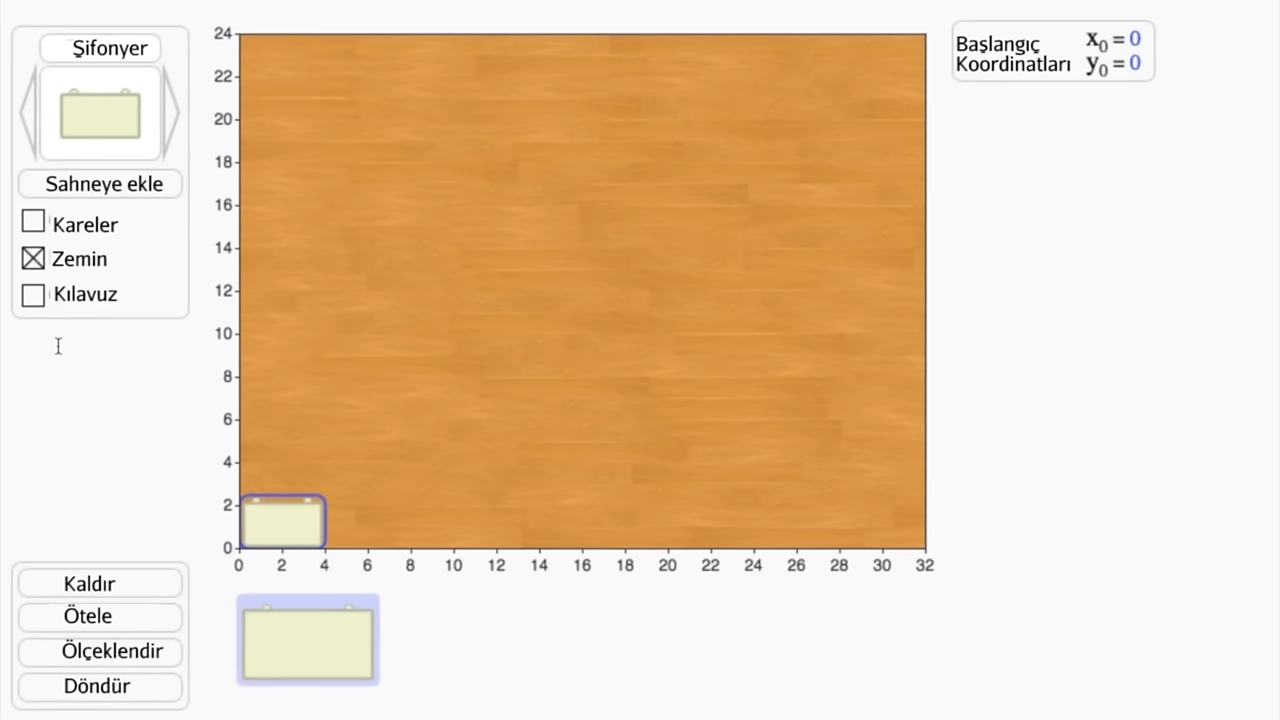 Şifonyer
Sahneye ekle
Kareler
Zemin
Kılavuz
Kaldır
Ötele
Ölçeklendir
Döndür
24
22
20
18
16
14
12
10
8
6
4
2
0
0 2 4 6 8 10 12 14 16 18 20 22 24 26 28 30 32
Başlangıç x₀ = 0
Koordinatları y₀ = 0